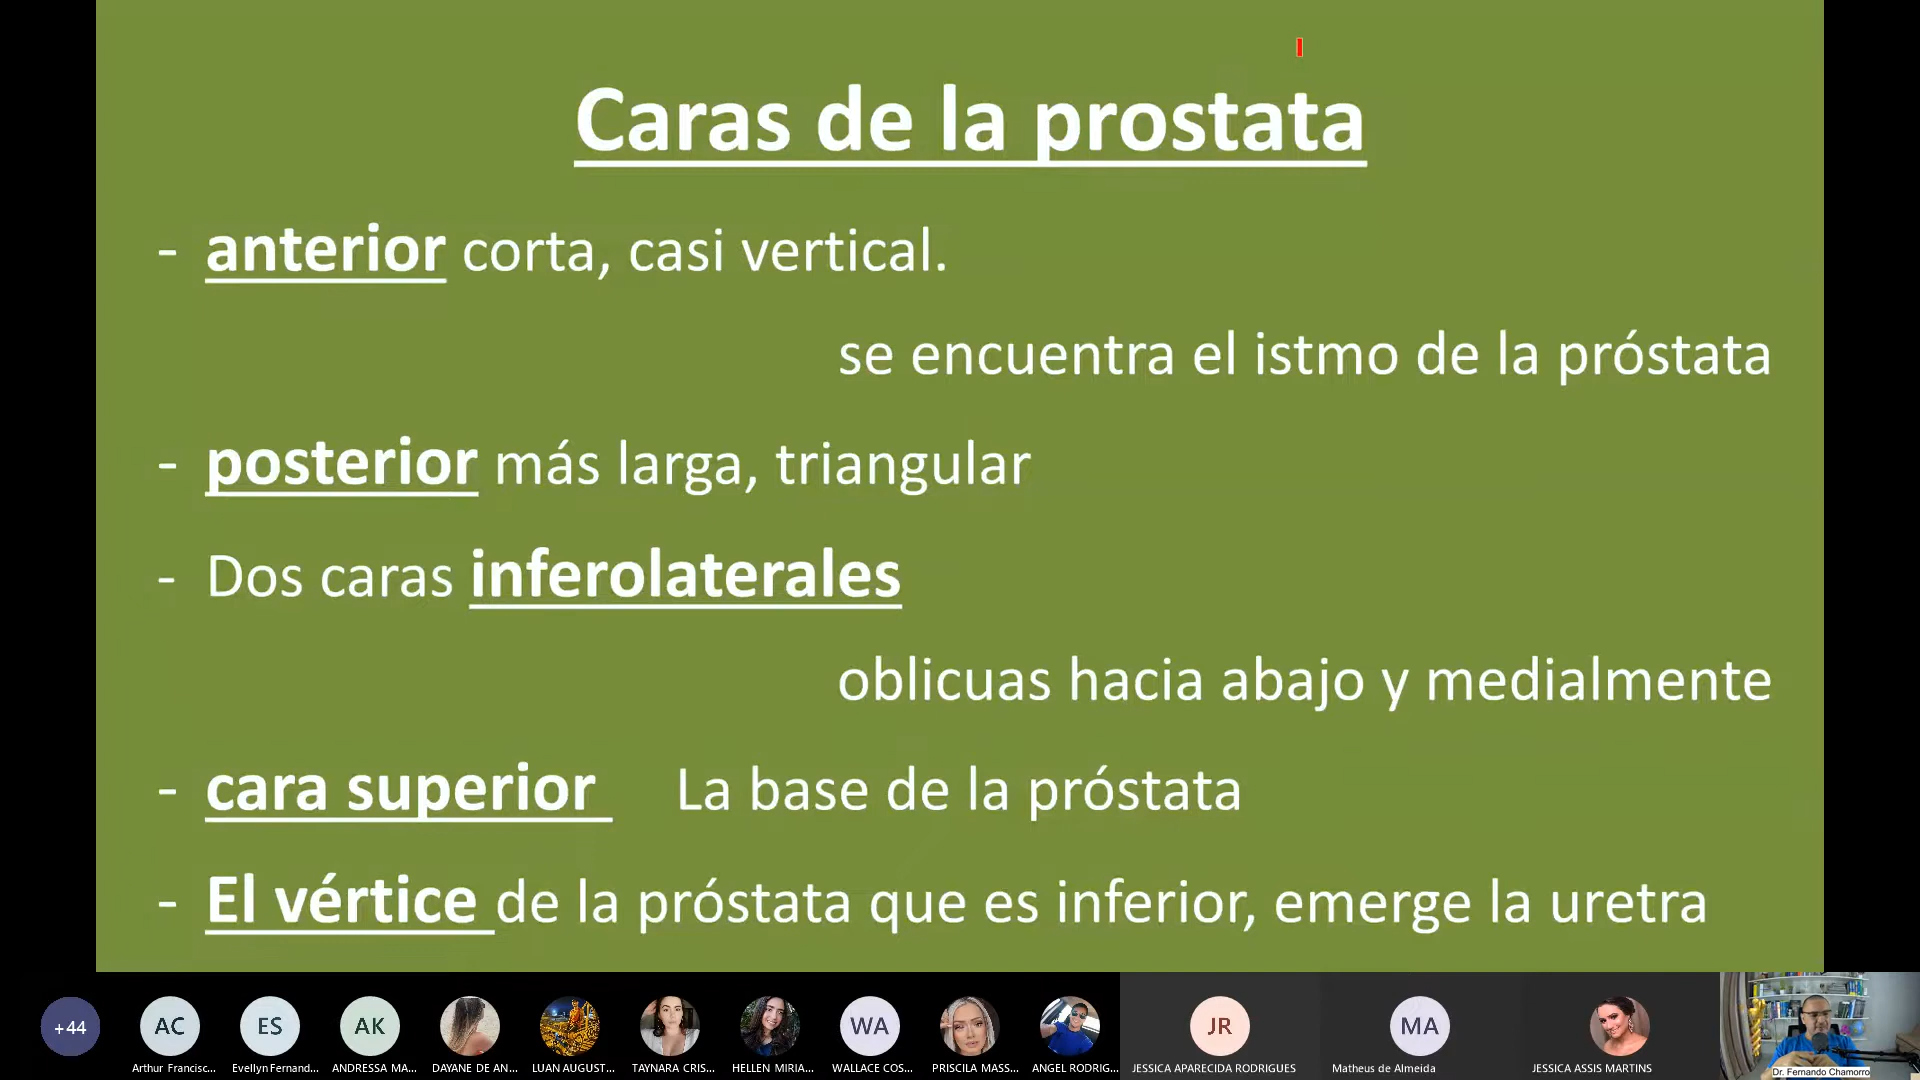 Caras de la prostata
- anterior corta, casi vertical.
se encuentra el istmo de la próstata
- posterior más larga, triangular
- Dos caras inferolaterales
oblicuas hacia abajo y medialmente
- cara superior La base de la próstata
- El vértice de la próstata que es inferior, emerge la uretra
+44
AC
ES
AK
WA
JR
MA
Arthur Francisc...
Evellyn Fernand...
ANDRESSA MA...
DAYANE DE AN...
LUAN AUGUST...
TAYNARA CRIS...
HELLEN MIRIA...
WALLACE COS...
PRISCILA MASS...
ANGEL RODRIG...
JESSICA APARECIDA RODRIGUES
Matheus de Almeida
JESSICA ASSIS MARTINS
Dr. Fernando Chamorro